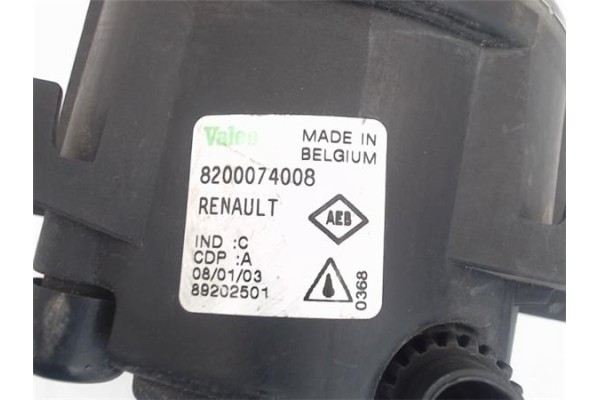 Valeo MADE IN
BELGIUM
8200074008
RENAULT
AEB
IND :C
CDP :A
08/01/03
89202501
0368